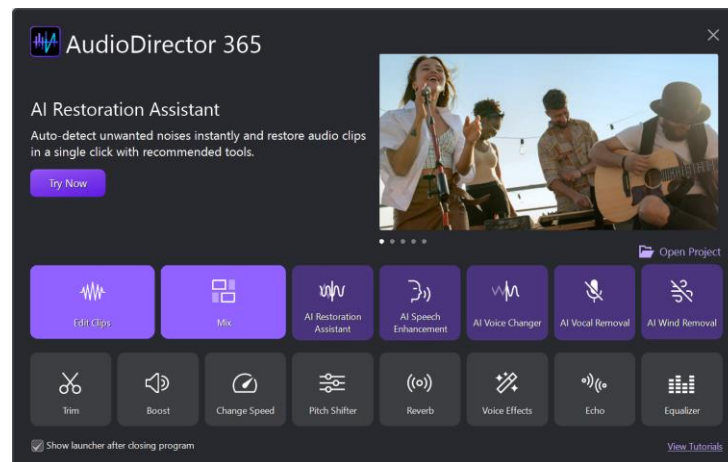 AudioDirector 365
AI Restoration Assistant
Auto-detect unwanted noises instantly and restore audio clips
in a single click with recommended tools.
Try Now
Open Project
Edit Clips
Mix
AI Restoration
Assistant
AI Speech
Enhancement
AI Voice Changer
AI Vocal Removal
AI Wind Removal
Trim
Boost
Change Speed
Pitch Shifter
Reverb
Voice Effects
Echo
Equalizer
Show launcher after closing program
View Tutorials